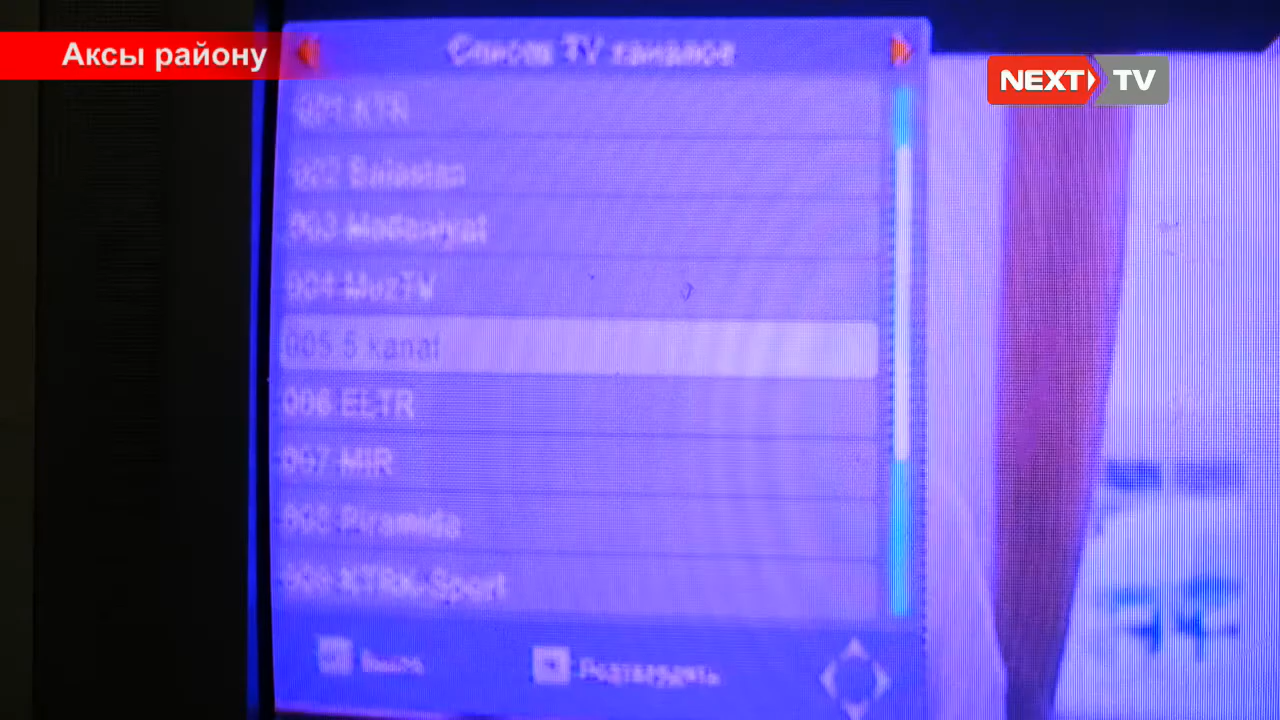 Аксы району
NEXT TV
Список TV каналов
001 KTR
002 Balastan
003 Madaniyat
004 MuzTV
005 5 kanal
006 ELTR
007 MIR
008 Piramida
009 KTRK-Sport
Выход
Подтвердить